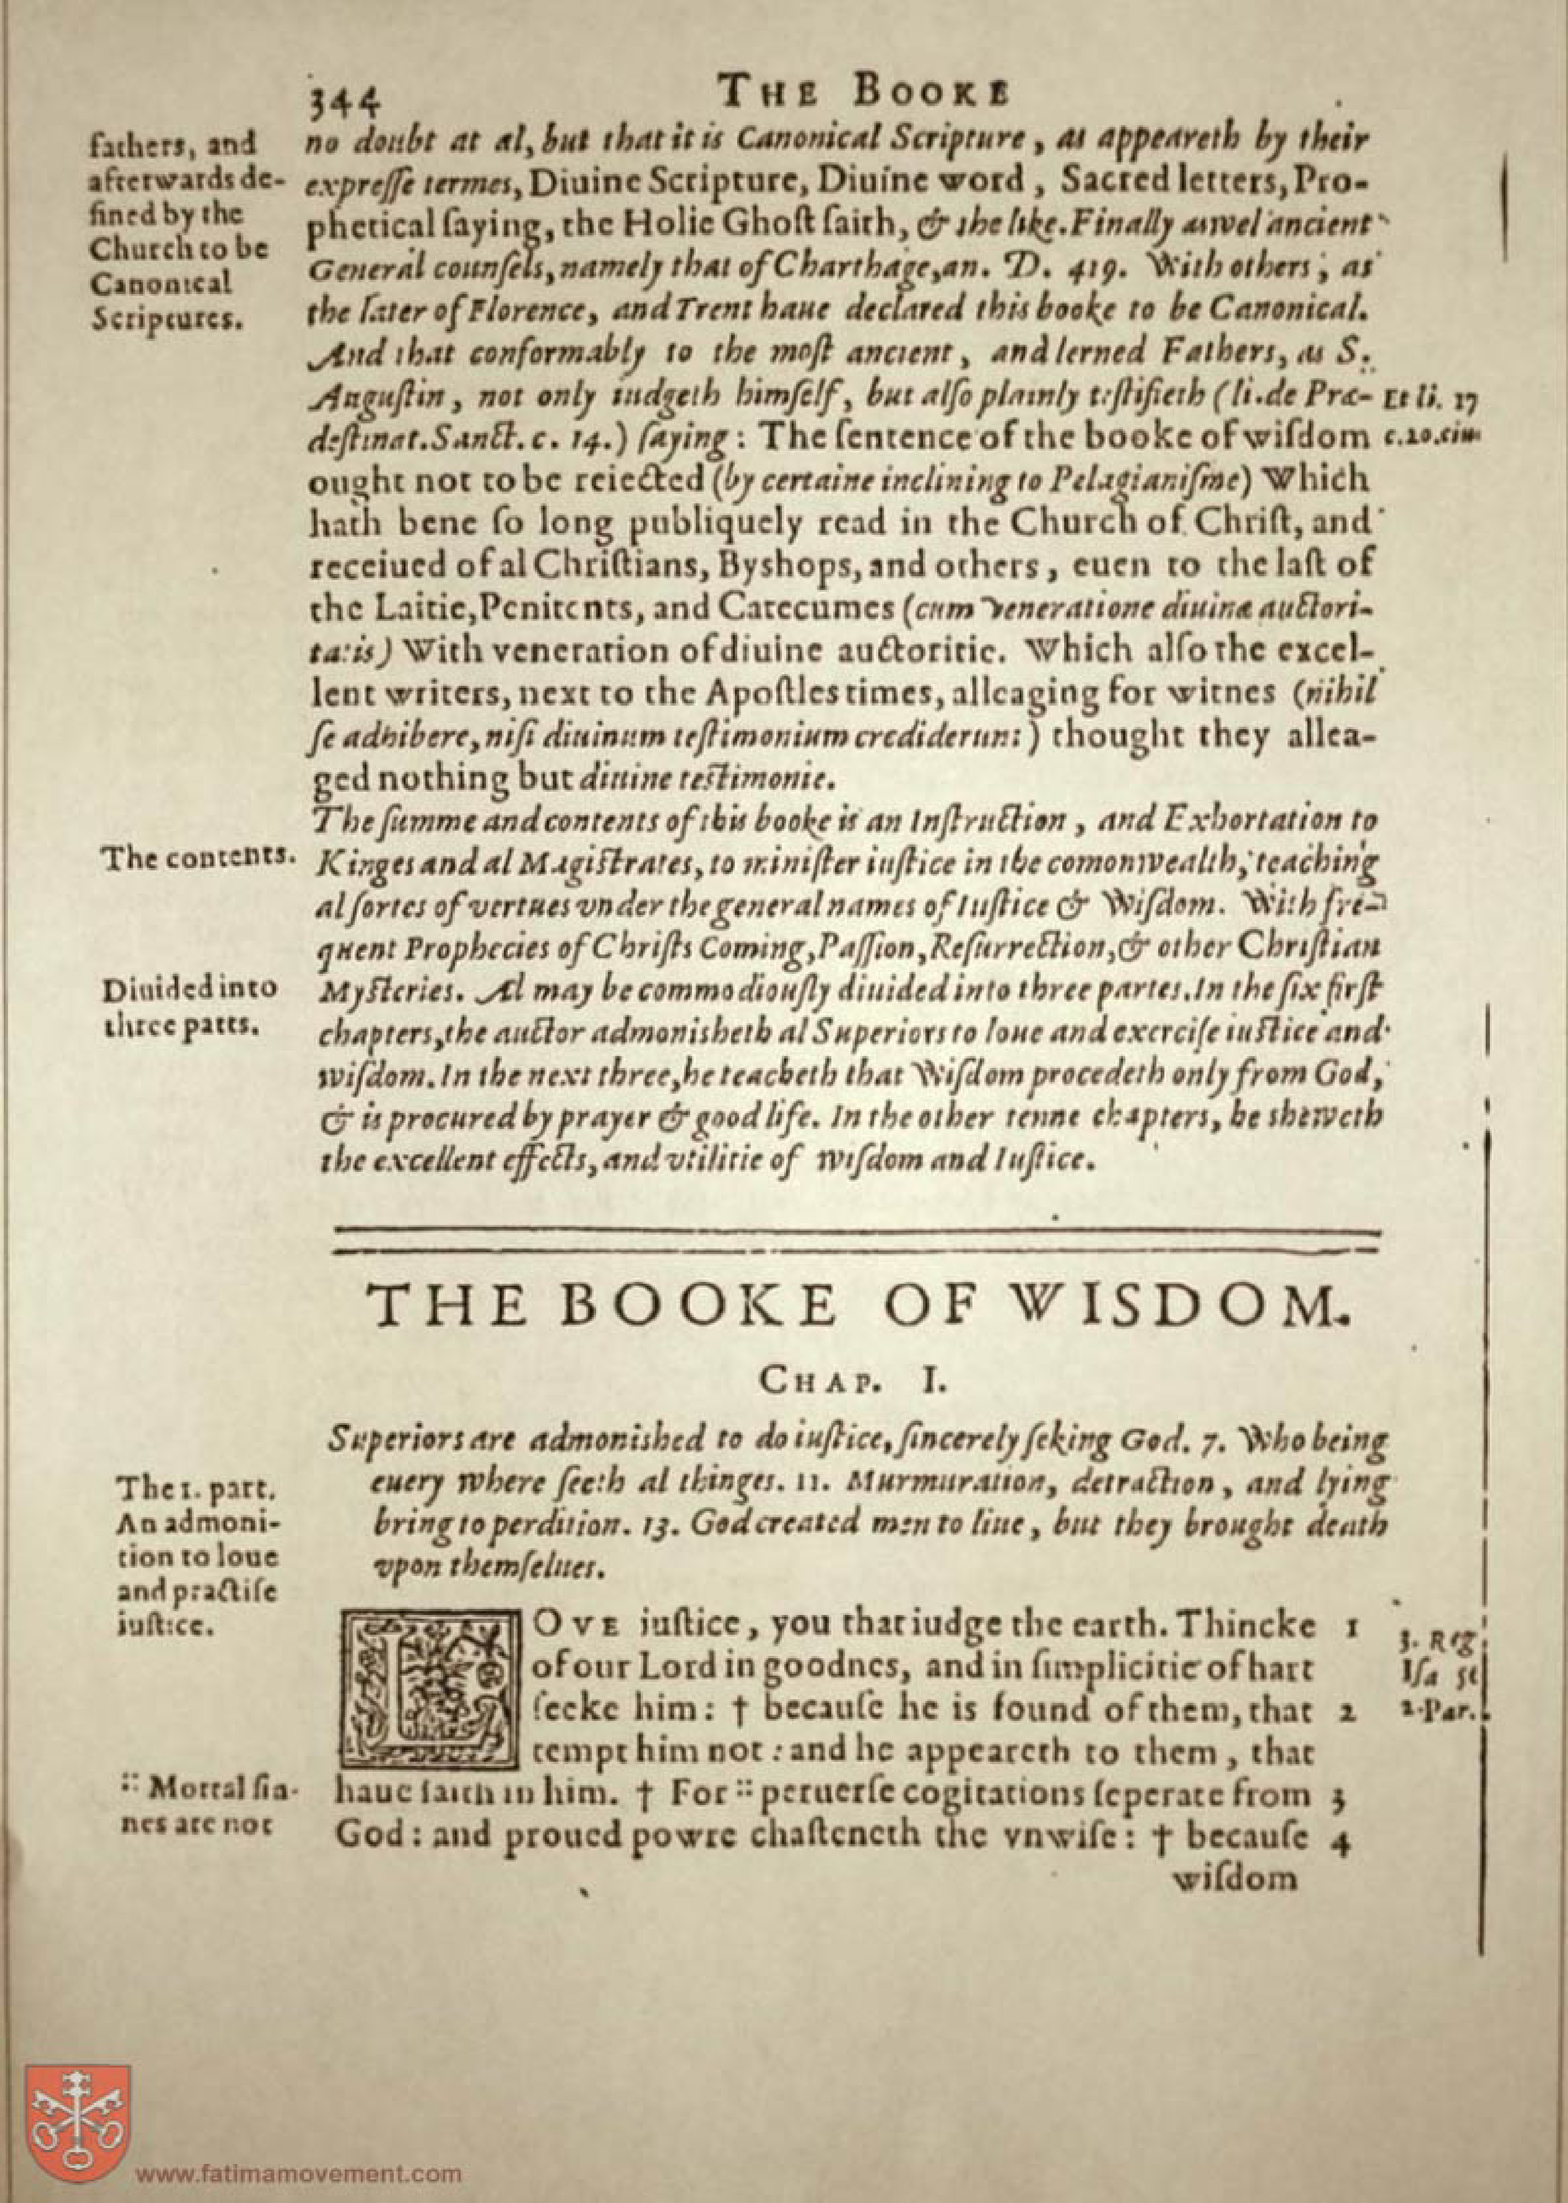 344 THE BOOKE
fathers, and
afterwards de-
fined by the
Church to be
Canonical
Scriptures.
no doubt at al, but that it is Canonical Scripture, as appeareth by their
expreſſe termes, Diuine Scripture, Diuine word, Sacred letters, Pro-
phetical ſaying, the Holie Ghoſt ſaith, & the like. Finally aswel ancient
General counſels, namely that of Charthage, an. D. 419. With others, as
the later of Florence, and Trent haue declared this booke to be Canonical.
And that conformably to the moſt ancient, and lerned Fathers, as S.
Auguſtin, not only iudgeth himſelf, but alſo plainly teſtifieth (li. de Præ-
deſtinat. Sanct. c. 14.) ſaying: The ſentence of the booke of wiſdom
Et li. 17
c. 20. ciu.
ought not to be reiected (by certaine inclining to Pelagianiſme) Which
hath bene ſo long publiquely read in the Church of Chriſt, and
receiued of al Chriſtians, Byshops, and others, euen to the laſt of
the Laitie, Penitents, and Catecumes (cum veneratione diuinæ auctori-
tatis) With veneration of diuine auctoritie. Which alſo the excel-
lent writers, next to the Apoſtles times, alleaging for witnes (nihil
ſe adhibere, niſi diuinum teſtimonium crediderunt) thought they allea-
ged nothing but diuine teſtimonie.
The contents.
The ſumme and contents of this booke is an Inſtruction, and Exhortation to
Kinges and al Magiſtrates, to miniſter iuſtice in the comonwealth, teaching
al ſortes of vertues vnder the general names of Iuſtice & Wiſdom. With fre-
quent Prophecies of Chriſts Coming, Paſſion, Reſurrection, & other Chriſtian
Diuided into
three parts.
Myſteries. Al may be commodiouſly diuided into three partes. In the ſix firſt
chapters, the auctor admonisheth al Superiors to loue and exerciſe iuſtice and
wiſdom. In the next three, he teacheth that Wiſdom procedeth only from God,
& is procured by prayer & good life. In the other tenne chapters, he sheweth
the excellent effects, and vtilitie of wiſdom and Iuſtice.
THE BOOKE OF WISDOM.
CHAP. I.
Superiors are admonished to do iuſtice, ſincerely ſeking God. 7. Who being
euery where ſeeth al thinges. 11. Murmuration, detraction, and lying
bring to perdition. 13. God created men to liue, but they brought death
vpon themſelues.
The 1. part.
An admoni-
tion to loue
and practiſe
iuſtice.
LOVE iuſtice, you that iudge the earth. Thincke 1
of our Lord in goodnes, and in ſimplicitie of hart
ſeeke him: † becauſe he is found of them, that 2
tempt him not: and he appeareth to them, that
haue faith in him. † For :: peruerſe cogitations ſeperate from 3
God: and proued powre chaſteneth the vnwiſe: † becauſe 4
3. Reg
Iſa
2. Par.
:: Mortal ſin-
nes are not
wiſdom
www.fatimamovement.com